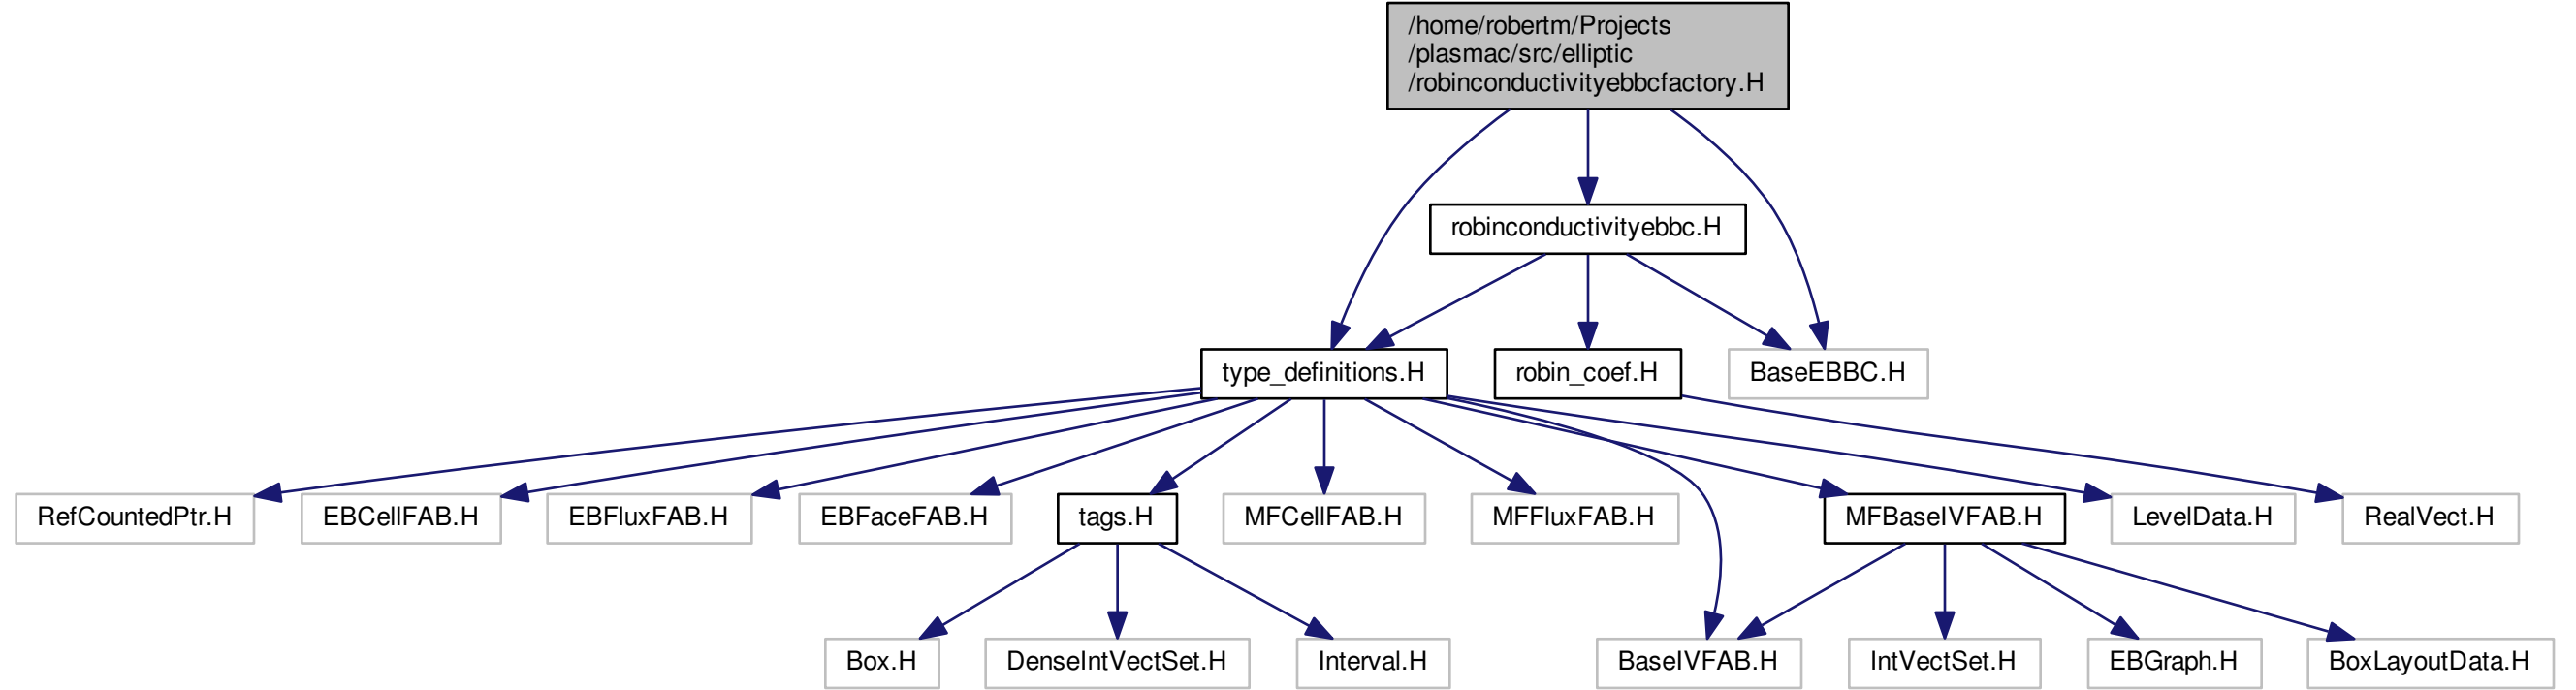 /home/robertm/Projects
/plasmac/src/elliptic
/robinconductivityebbcfactory.H
robinconductivityebbc.H
type_definitions.H
robin_coef.H
BaseEBBC.H
RefCountedPtr.H
EBCellFAB.H
EBFluxFAB.H
EBFaceFAB.H
tags.H
MFCellFAB.H
MFFluxFAB.H
MFBaseIVFAB.H
LevelData.H
RealVect.H
Box.H
DenseIntVectSet.H
Interval.H
BaseIVFAB.H
IntVectSet.H
EBGraph.H
BoxLayoutData.H